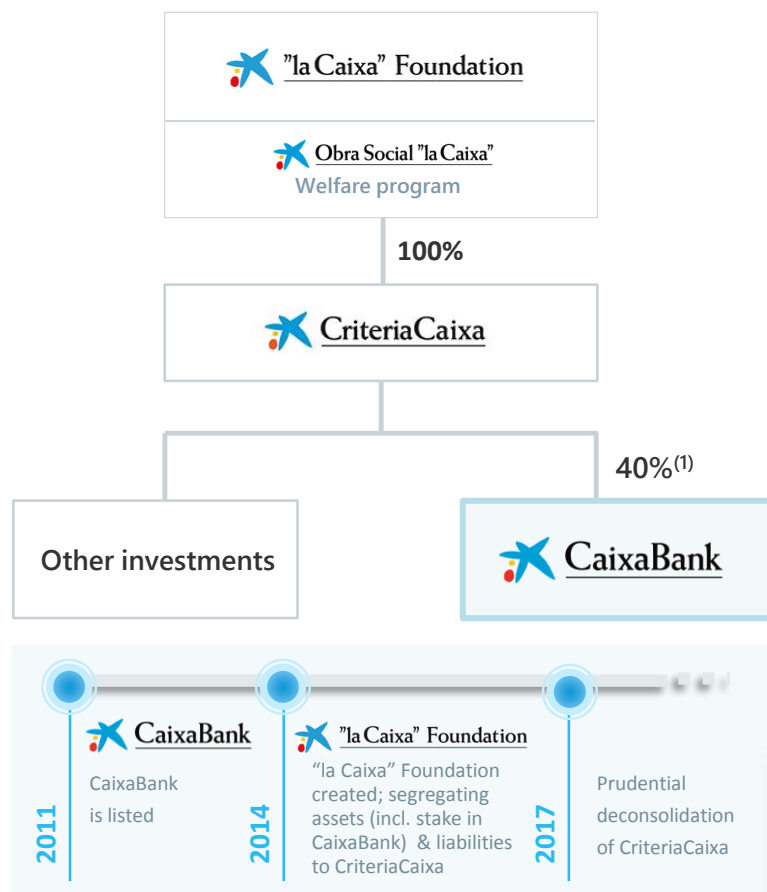 ”la Caixa” Foundation
Obra Social ”la Caixa”
Welfare program
100%
CriteriaCaixa
40%(1)
Other investments
CaixaBank
2011
CaixaBank
CaixaBank
is listed
2014
”la Caixa” Foundation
“la Caixa” Foundation
created; segregating
assets (incl. stake in
CaixaBank) & liabilities
to CriteriaCaixa
2017
Prudential
deconsolidation
of CriteriaCaixa